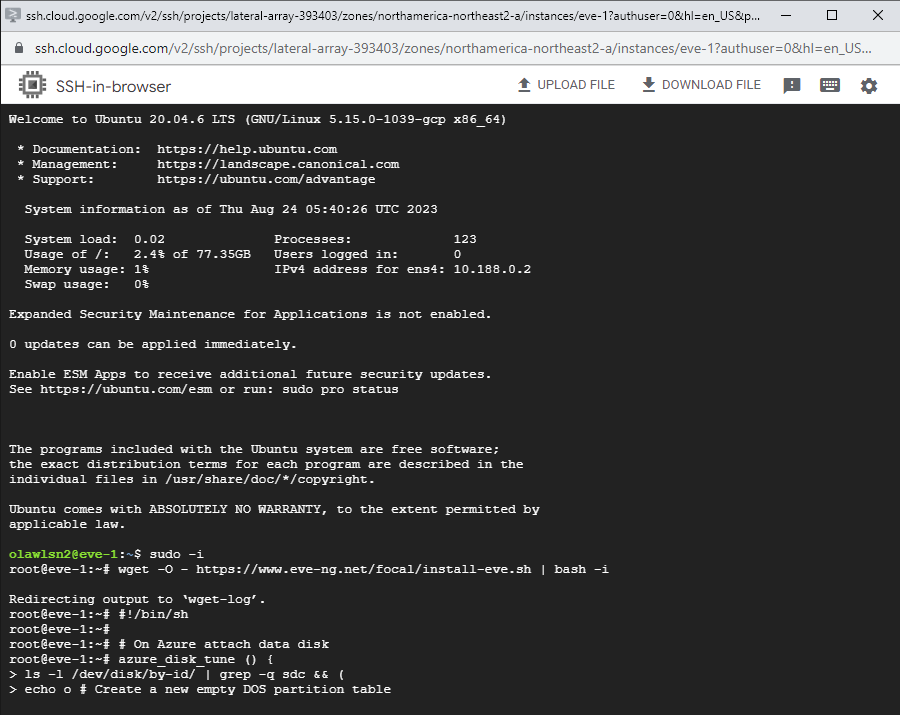 ssh.cloud.google.com/v2/ssh/projects/lateral-array-393403/zones/northamerica-northeast2-a/instances/eve-1?authuser=0&hl=en_US&p...
ssh.cloud.google.com/v2/ssh/projects/lateral-array-393403/zones/northamerica-northeast2-a/instances/eve-1?authuser=0&hl=en_US...
SSH-in-browser UPLOAD FILE DOWNLOAD FILE
Welcome to Ubuntu 20.04.6 LTS (GNU/Linux 5.15.0-1039-gcp x86_64)
* Documentation: https://help.ubuntu.com
* Management: https://landscape.canonical.com
* Support: https://ubuntu.com/advantage
System information as of Thu Aug 24 05:40:26 UTC 2023
System load: 0.02 Processes: 123
Usage of /: 2.4% of 77.35GB Users logged in: 0
Memory usage: 1% IPv4 address for ens4: 10.188.0.2
Swap usage: 0%
Expanded Security Maintenance for Applications is not enabled.
0 updates can be applied immediately.
Enable ESM Apps to receive additional future security updates.
See https://ubuntu.com/esm or run: sudo pro status
The programs included with the Ubuntu system are free software;
the exact distribution terms for each program are described in the
individual files in /usr/share/doc/*/copyright.
Ubuntu comes with ABSOLUTELY NO WARRANTY, to the extent permitted by
applicable law.
olawlsn2@eve-1:~$ sudo -i
root@eve-1:~# wget -O - https://www.eve-ng.net/focal/install-eve.sh | bash -i
Redirecting output to ‘wget-log’.
root@eve-1:~# #!/bin/sh
root@eve-1:~#
root@eve-1:~# # On Azure attach data disk
root@eve-1:~# azure_disk_tune () {
> ls -l /dev/disk/by-id/ | grep -q sdc && (
> echo o # Create a new empty DOS partition table